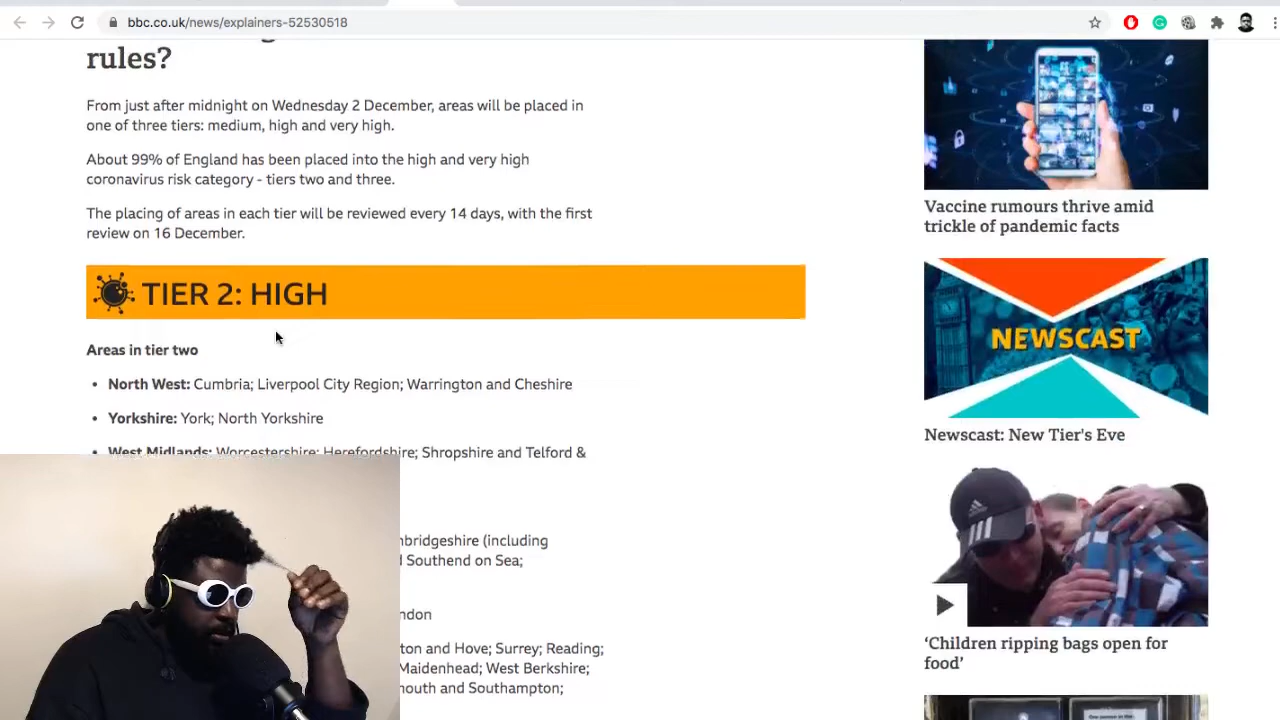 bbc.co.uk/news/explainers-52530518
rules?
From just after midnight on Wednesday 2 December, areas will be placed in
one of three tiers: medium, high and very high.
About 99% of England has been placed into the high and very high
coronavirus risk category - tiers two and three.
The placing of areas in each tier will be reviewed every 14 days, with the first
review on 16 December.
TIER 2: HIGH
Areas in tier two
• North West: Cumbria; Liverpool City Region; Warrington and Cheshire
• Yorkshire: York; North Yorkshire
• West Midlands: Worcestershire; Herefordshire; Shropshire and Telford &
(including
Southend on Sea;
and Hove; Surrey; Reading;
Maidenhead; West Berkshire;
and Southampton;
Vaccine rumours thrive amid
trickle of pandemic facts
NEWSCAST
Newscast: New Tier's Eve
‘Children ripping bags open for
food’